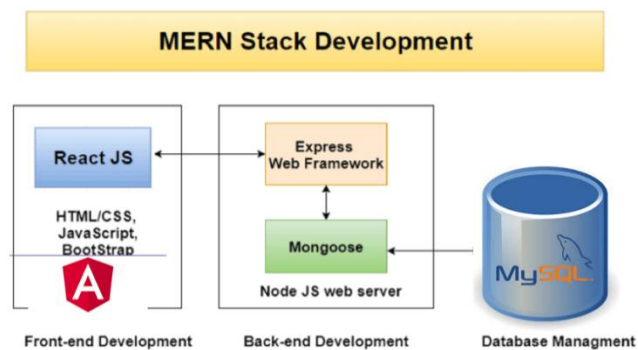 MERN Stack Development
React JS
HTML/CSS,
JavaScript,
BootStrap
A
Front-end Development
Express
Web Framework
Mongoose
Node JS web server
Back-end Development
MySQL
Database Managment